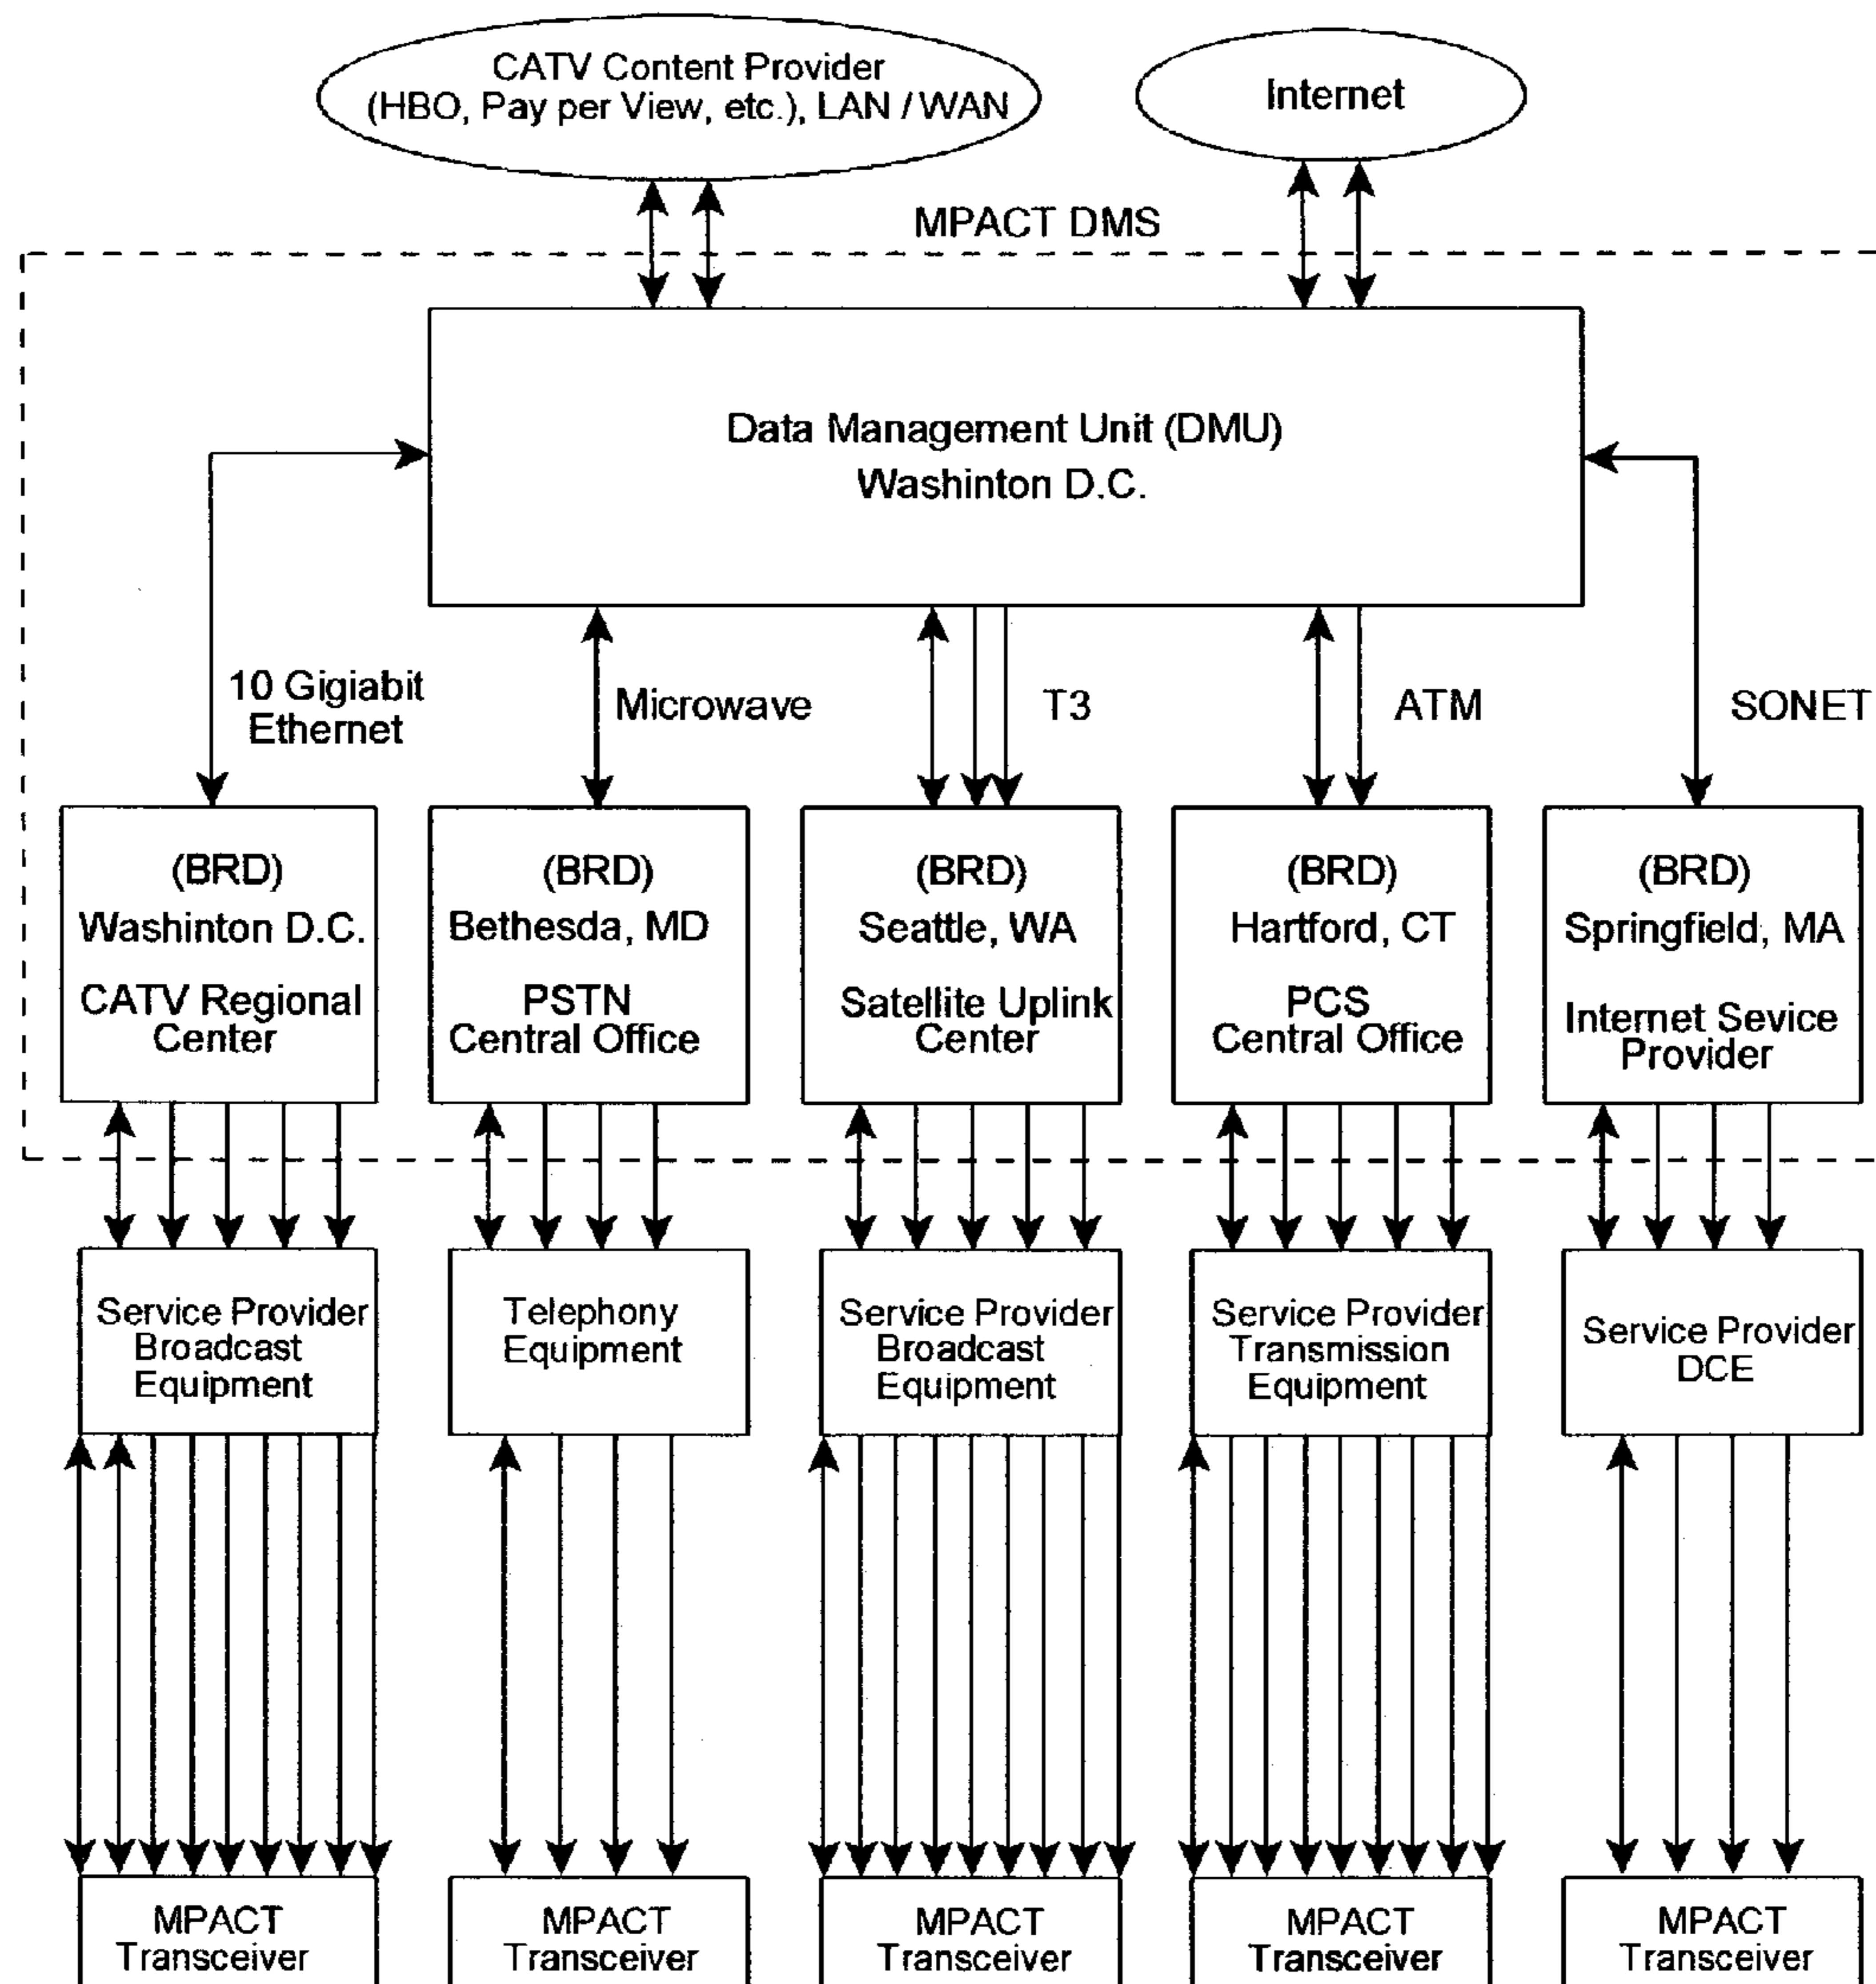 CATV Content Provider
(HBO, Pay per View, etc.), LAN / WAN
Internet
MPACT DMS
Data Management Unit (DMU)
Washinton D.C.
10 Gigiabit
Ethernet
Microwave
T3
ATM
SONET
(BRD)
Washinton D.C.
CATV Regional
Center
(BRD)
Bethesda, MD
PSTN
Central Office
(BRD)
Seattle, WA
Satellite Uplink
Center
(BRD)
Hartford, CT
PCS
Central Office
(BRD)
Springfield, MA
Internet Sevice
Provider
Service Provider
Broadcast
Equipment
Telephony
Equipment
Service Provider
Broadcast
Equipment
Service Provider
Transmission
Equipment
Service Provider
DCE
MPACT
Transceiver
MPACT
Transceiver
MPACT
Transceiver
MPACT
Transceiver
MPACT
Transceiver